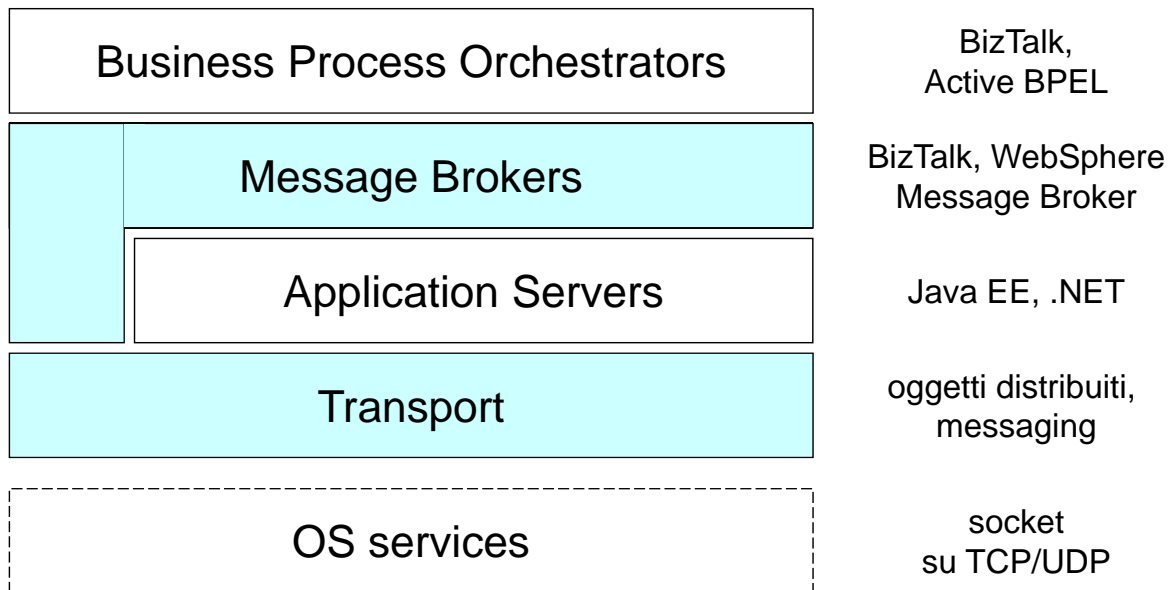 Business Process Orchestrators
BizTalk,
Active BPEL
Message Brokers
BizTalk, WebSphere
Message Broker
Application Servers
Java EE, .NET
Transport
oggetti distribuiti,
messaging
OS services
socket
su TCP/UDP